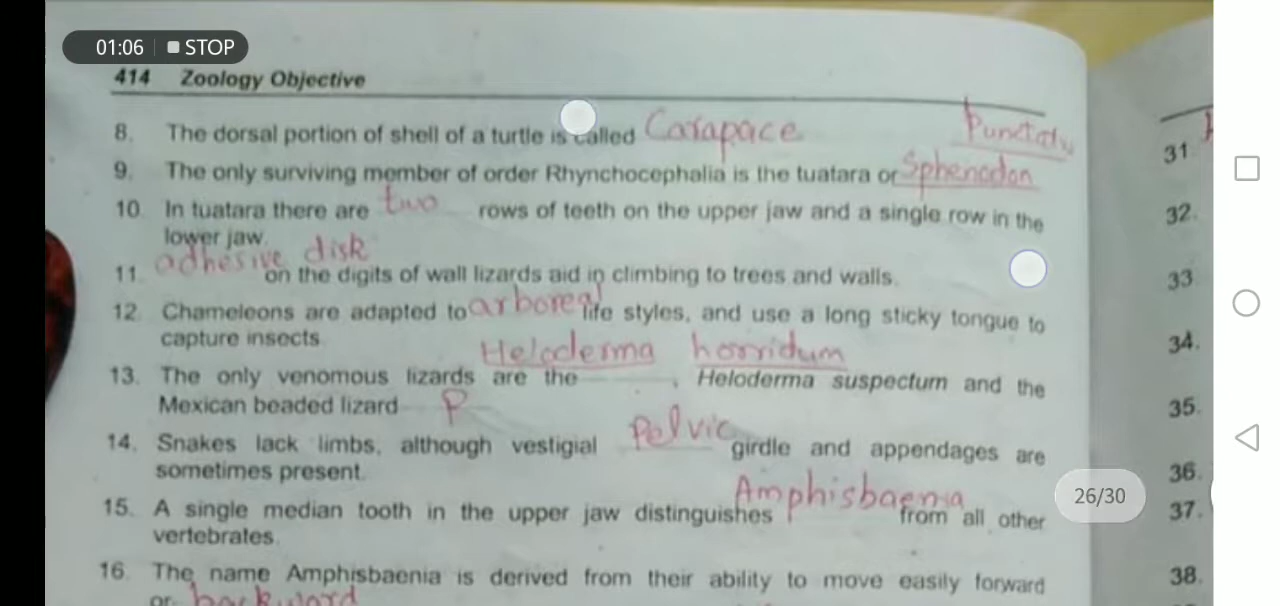 01:06 STOP
414 Zoology Objective
8. The dorsal portion of shell of a turtle is called Carapace
9. The only surviving member of order Rhynchocephalia is the tuatara or Sphenodon
10. In tuatara there are two rows of teeth on the upper jaw and a single row in the
lower jaw.
11. adhesive disk on the digits of wall lizards aid in climbing to trees and walls.
12. Chameleons are adapted to arboreal life styles, and use a long sticky tongue to
capture insects.
Heloderma horridum
13. The only venomous lizards are the , Heloderma suspectum and the
Mexican beaded lizard P
14. Snakes lack limbs, although vestigial Pelvic girdle and appendages are
sometimes present.
15. A single median tooth in the upper jaw distinguishes Amphisbaenia from all other
vertebrates.
16. The name Amphisbaenia is derived from their ability to move easily forward
or backward
31
32.
33
34.
35.
36.
37.
38.
26/30